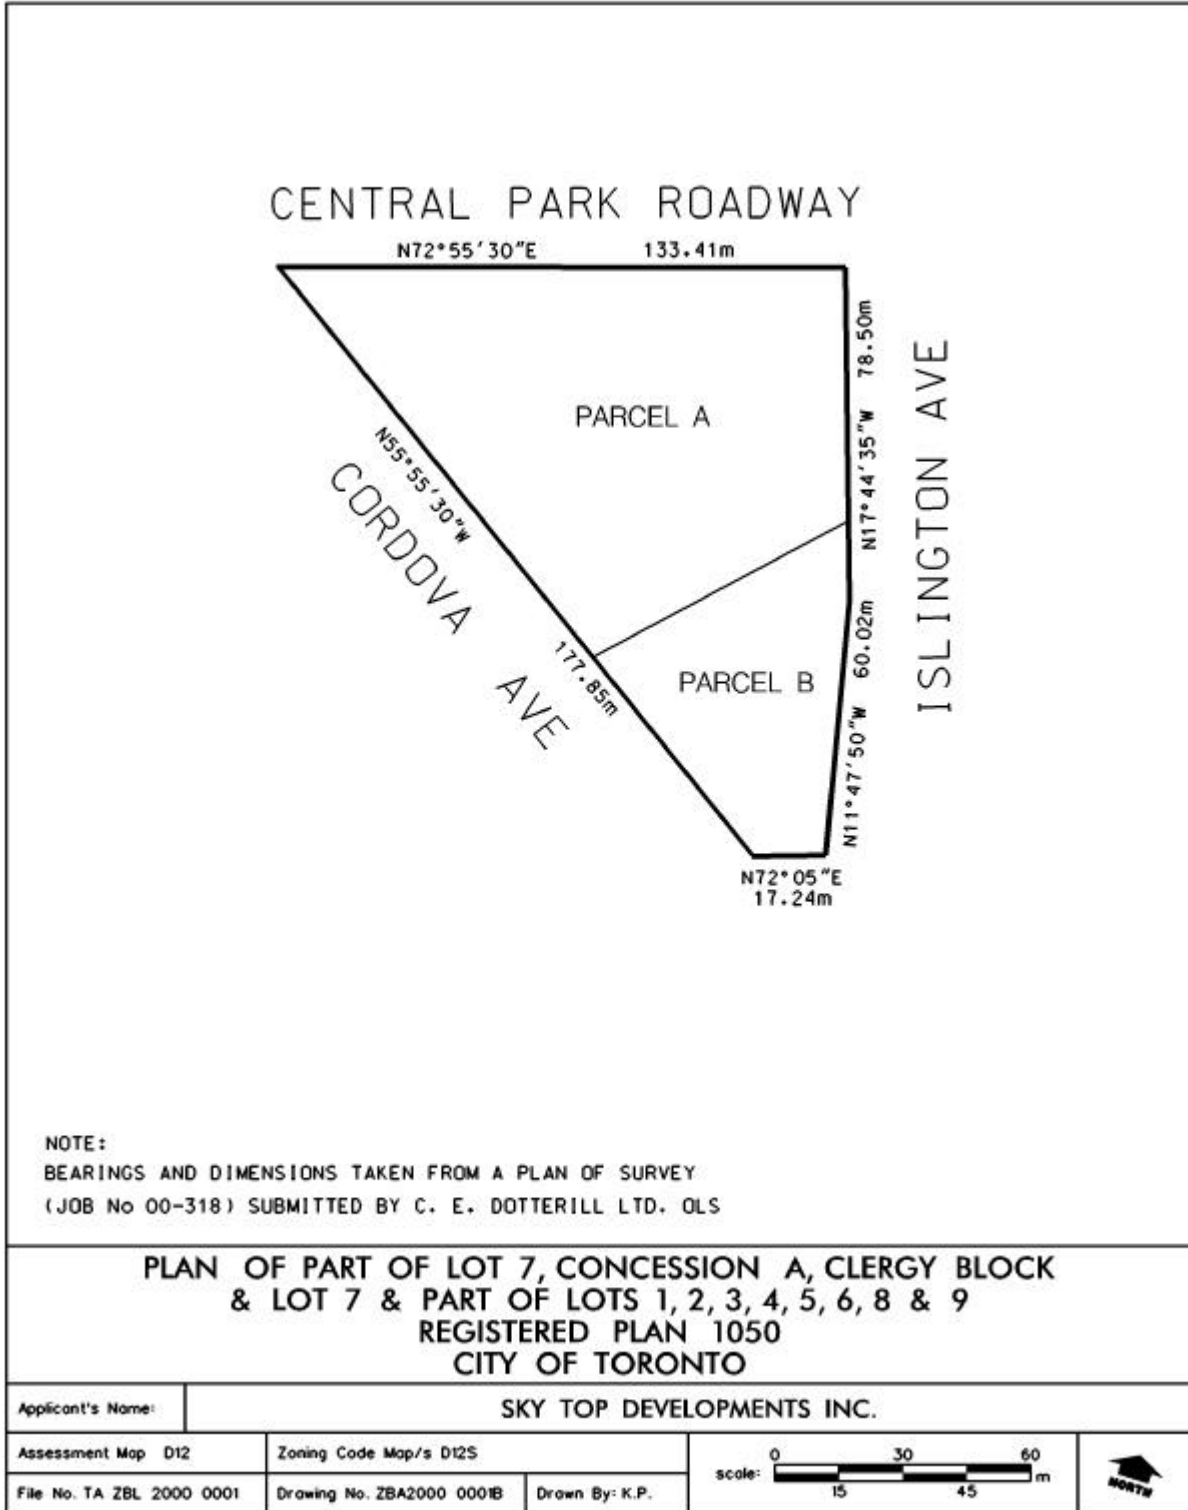 CENTRAL PARK ROADWAY
N72°55'30"E 133.41m
78.50m
N17°44'35"W
ISLINGTON AVE
PARCEL A
N55°55'30"W
CORDOVA AVE
177.85m
PARCEL B
60.02m
N11°47'50"W
N72°05"E
17.24m
NOTE:
BEARINGS AND DIMENSIONS TAKEN FROM A PLAN OF SURVEY
(JOB No 00-318) SUBMITTED BY C. E. DOTTERILL LTD. OLS
PLAN OF PART OF LOT 7, CONCESSION A, CLERGY BLOCK
& LOT 7 & PART OF LOTS 1, 2, 3, 4, 5, 6, 8 & 9
REGISTERED PLAN 1050
CITY OF TORONTO
Applicant's Name: SKY TOP DEVELOPMENTS INC.
Assessment Map D12
Zoning Code Map/s D12S
File No. TA ZBL 2000 0001
Drawing No. ZBA2000 0001B
Drawn By: K.P.
0 30 60
scale: m
15 45
NORTH